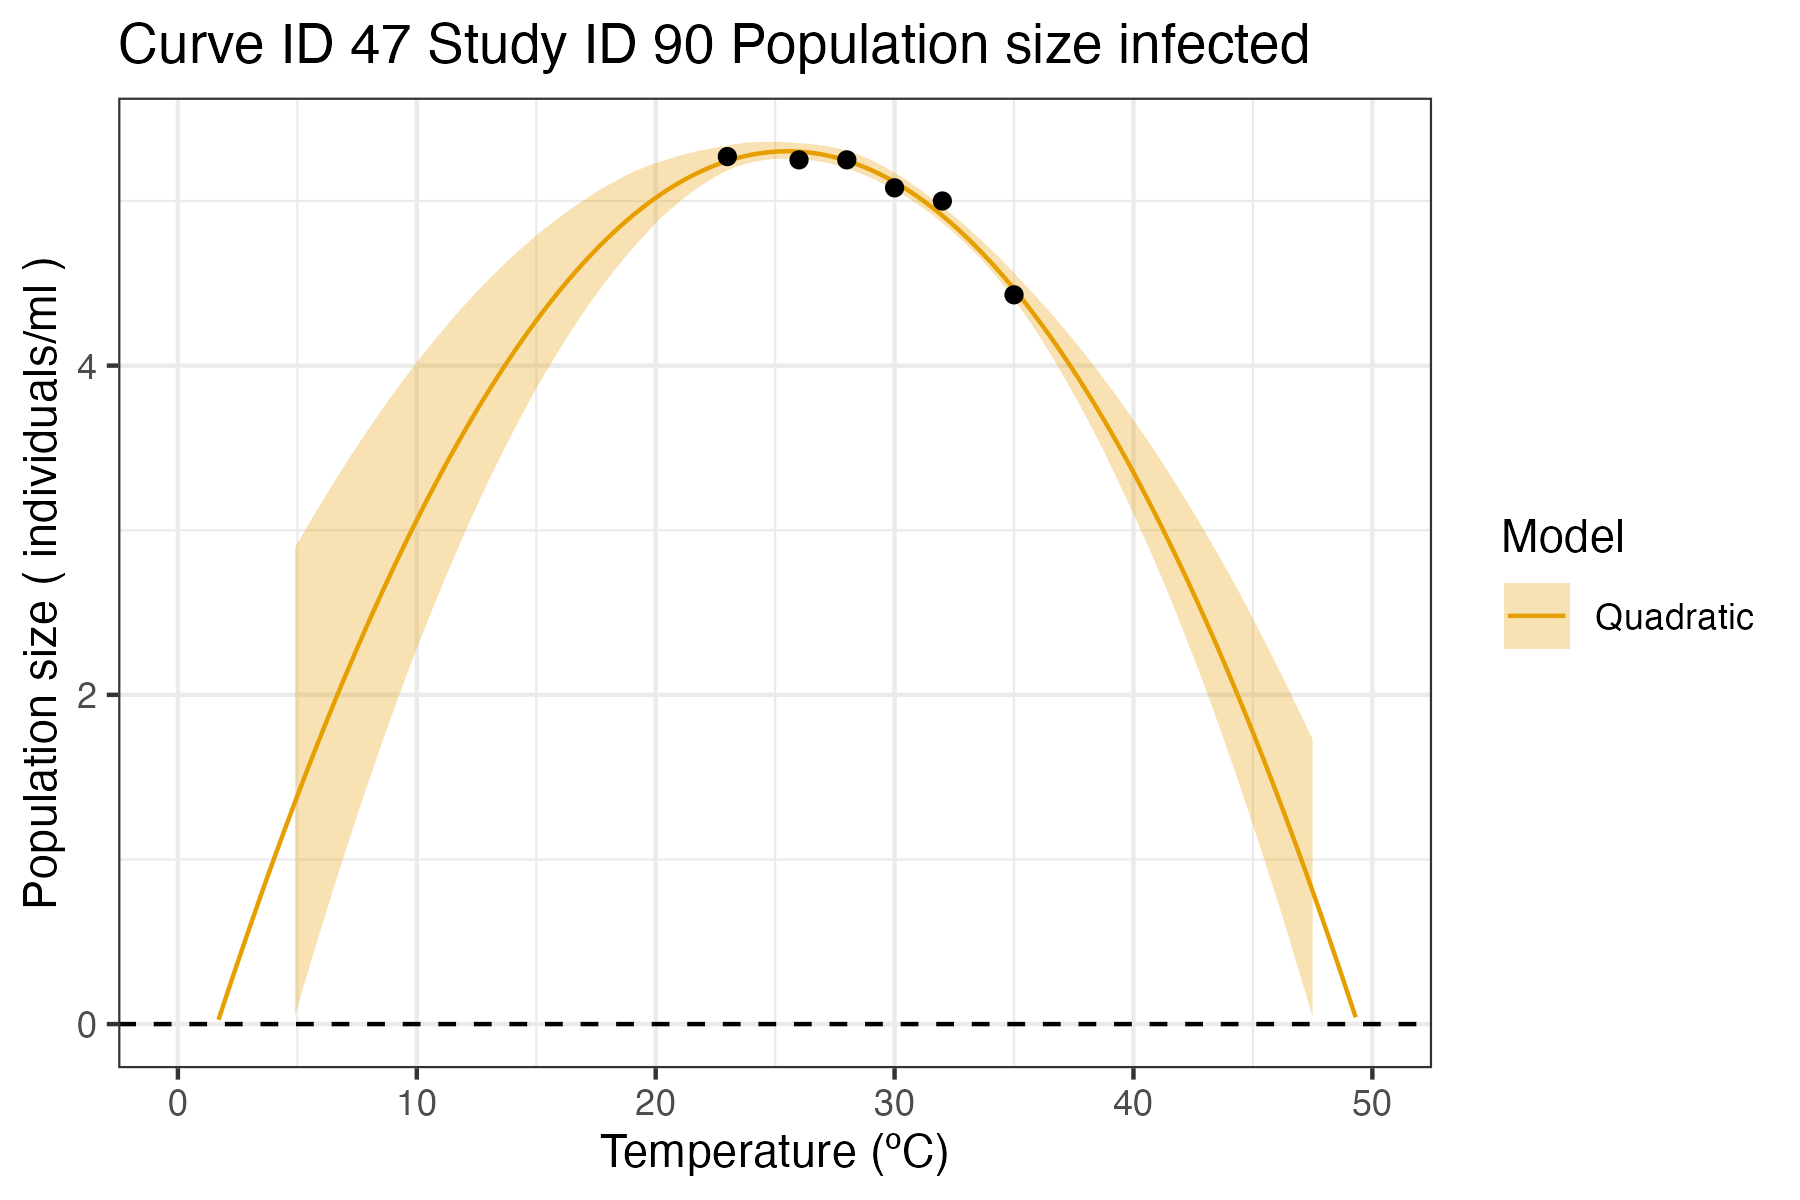 Curve ID 47 Study ID 90 Population size infected
Population size ( individuals/ml )
4
2
0
0 10 20 30 40 50
Temperature (ºC)
Model
Quadratic